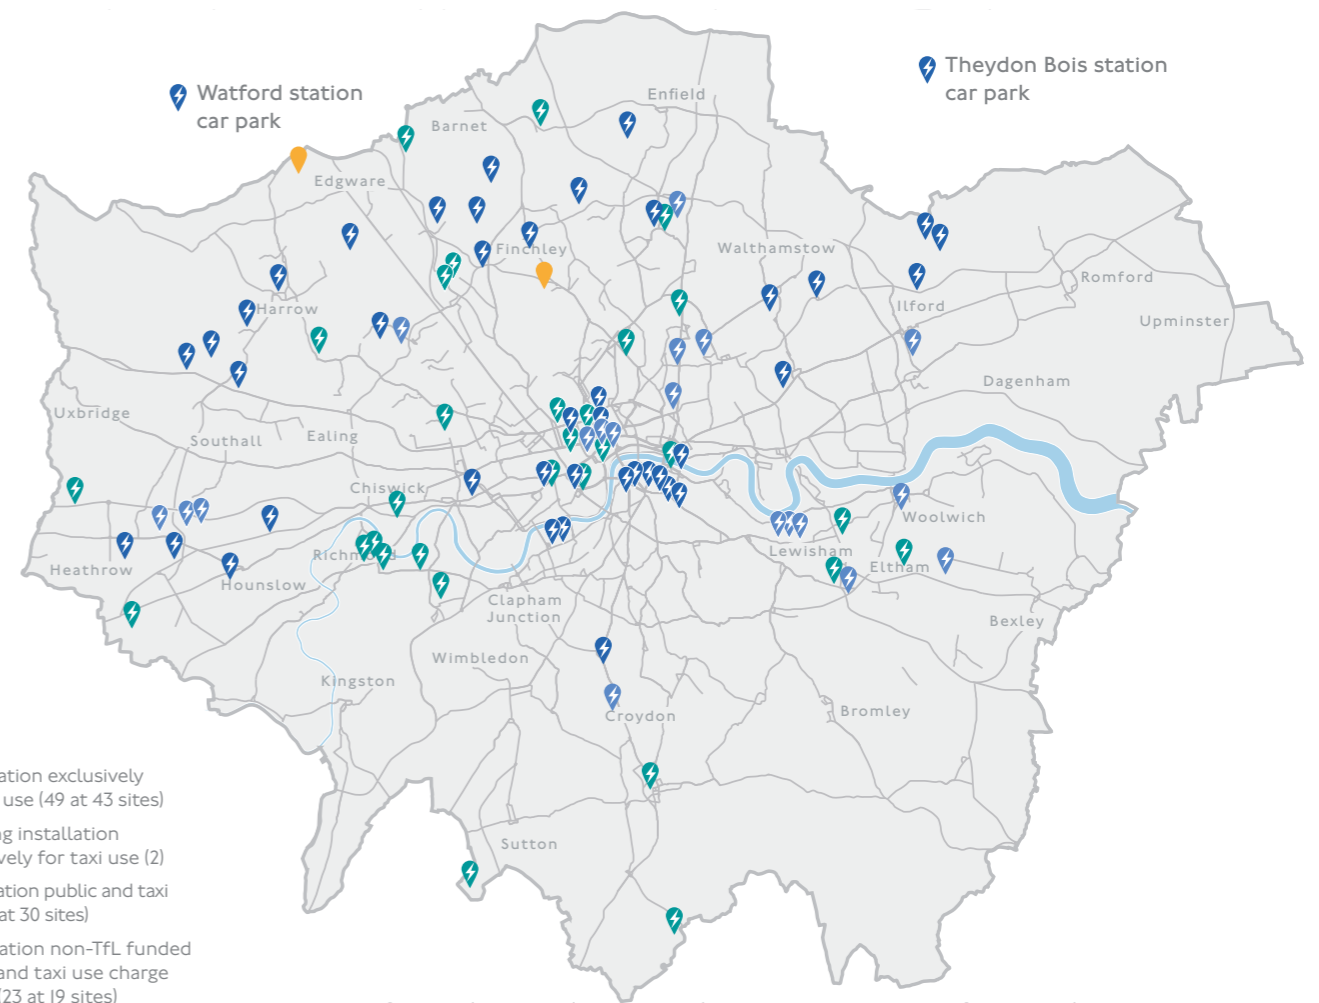 Enfield
Theydon Bois station
car park
Watford station
car park
Barnet
Edgware
Finchley
Walthamstow
Romford
Harrow
Ilford
Upminster
Dagenham
Uxbridge
Southall
Ealing
Chiswick
Woolwich
Richmond
Lewisham
Heathrow
Hounslow
Eltham
Clapham
Junction
Bexley
Wimbledon
Kingston
Croydon
Bromley
ation exclusively
use (49 at 43 sites)
g installation
vely for taxi use (2)
Sutton
ation public and taxi
at 30 sites)
ation non-TfL funded
and taxi use charge
(23 at 19 sites)